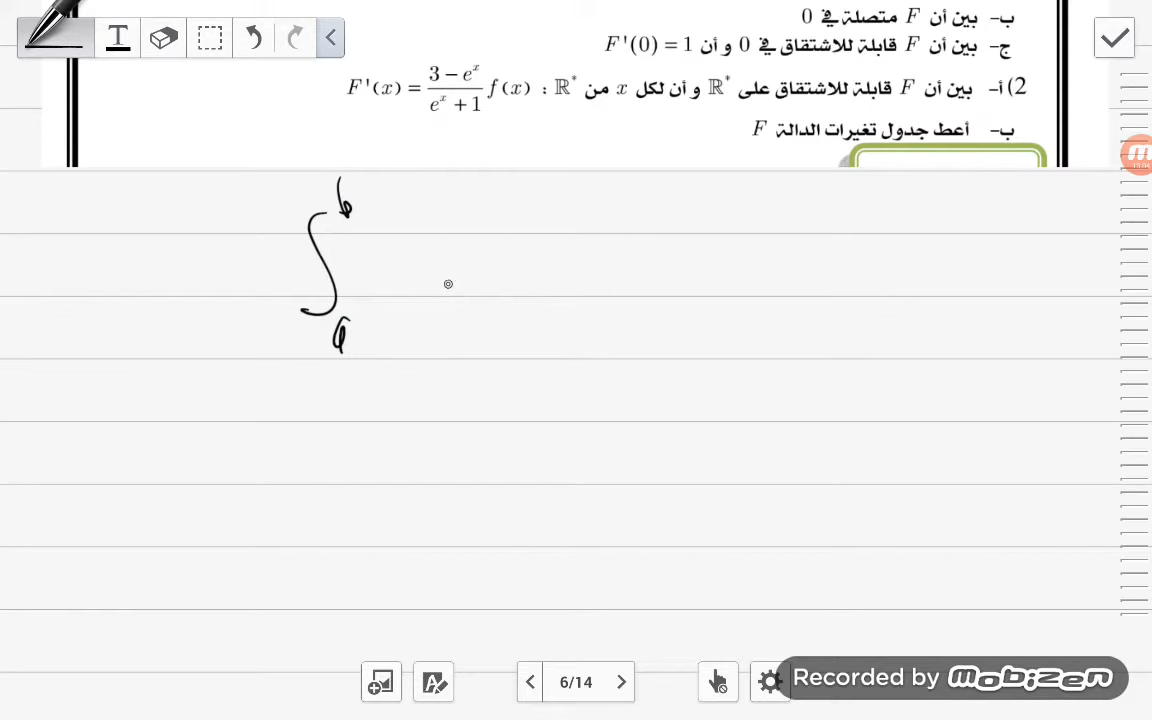 ب- بين أن F متصلة في 0
ج- بين أن F قابلة للاشتقاق في 0 و أن F'(0) = 1
2) أ- بين أن F قابلة للاشتقاق على ℝ* و أن لكل x من ℝ* : F'(x) = \frac{3 - e^x}{e^x + 1} f(x)
ب- أعط جدول تغيرات الدالة F
T
∫
b
a
6/14
Recorded by mobizen